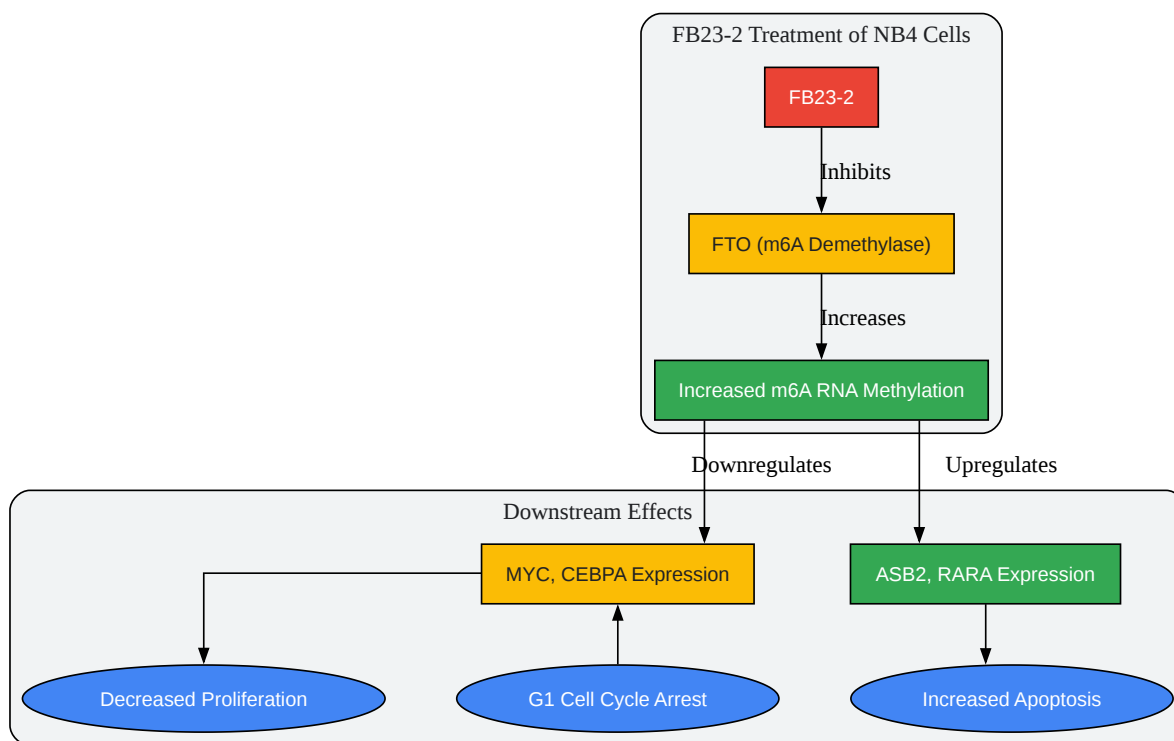 FB23-2 Treatment of NB4 Cells
FB23-2
Inhibits
FTO (m6A Demethylase)
Increases
Increased m6A RNA Methylation
Downregulates
Upregulates
Downstream Effects
MYC, CEBPA Expression
ASB2, RARA Expression
Decreased Proliferation
G1 Cell Cycle Arrest
Increased Apoptosis